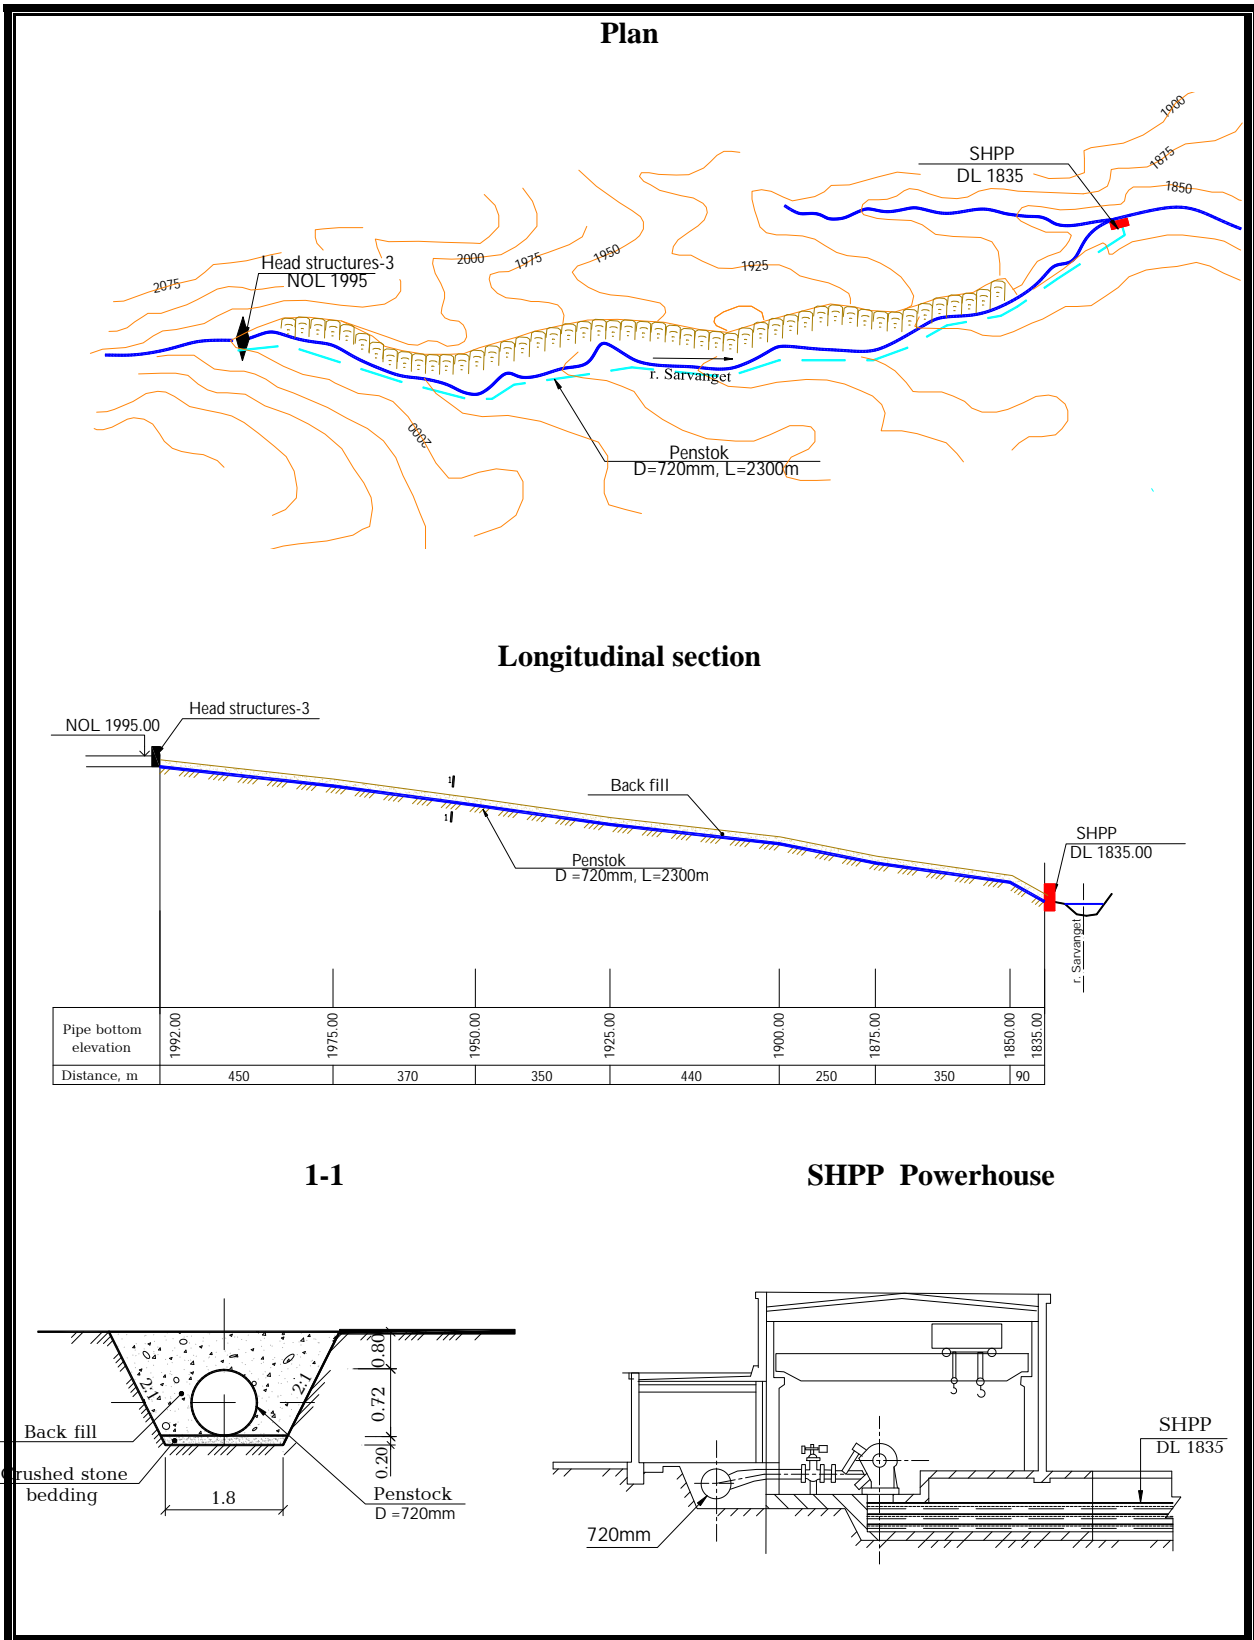 Plan
1900
SHPP
DL 1835
1875
1850
2000
1975
1950
1925
Head structures-3
NOL 1995
2075
r. Sarvanget
2000
Penstok
D=720mm, L=2300m
Longitudinal section
Head structures-3
NOL 1995.00
1
1
Back fill
Penstok
D =720mm, L=2300m
SHPP
DL 1835.00
r. Sarvanget
Pipe bottom
elevation
1992.00
1975.00
1950.00
1925.00
1900.00
1875.00
1850.00
1835.00
Distance, m
450
370
350
440
250
350
90
1-1
SHPP Powerhouse
0.80
2:1
2:1
0.72
Back fill
0.20
Crushed stone
bedding
1.8
Penstock
D =720mm
SHPP
DL 1835
720mm